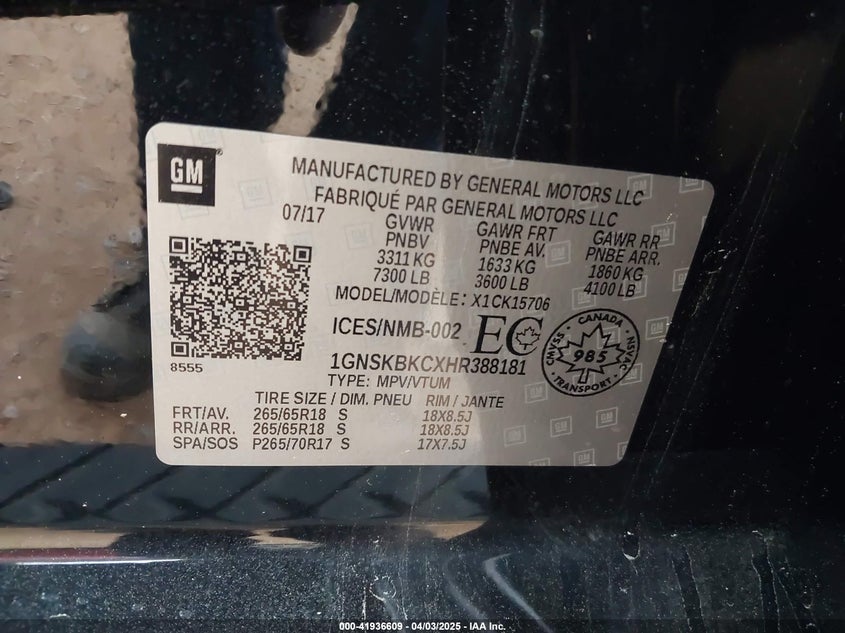 GM
MANUFACTURED BY GENERAL MOTORS LLC
FABRIQUÉ PAR GENERAL MOTORS LLC
07/17
GVWR GAWR FRT GAWR RR
PNBV PNBE AV. PNBE ARR.
3311 KG 1633 KG 1860 KG
7300 LB 3600 LB 4100 LB
MODEL/MODÈLE: X1CK15706
ICES/NMB-002 EC
CANADA
CMVSS 985 NVSAC
TRANSPORT
1GNSKBKCXHR388181
8555
TYPE: MPV/VTUM
TIRE SIZE / DIM. PNEU RIM / JANTE
FRT/AV. 265/65R18 S 18X8.5J
RR/ARR. 265/65R18 S 18X8.5J
SPA/SOS P265/70R17 S 17X7.5J
000-41936609 - 04/03/2025 - IAA Inc.